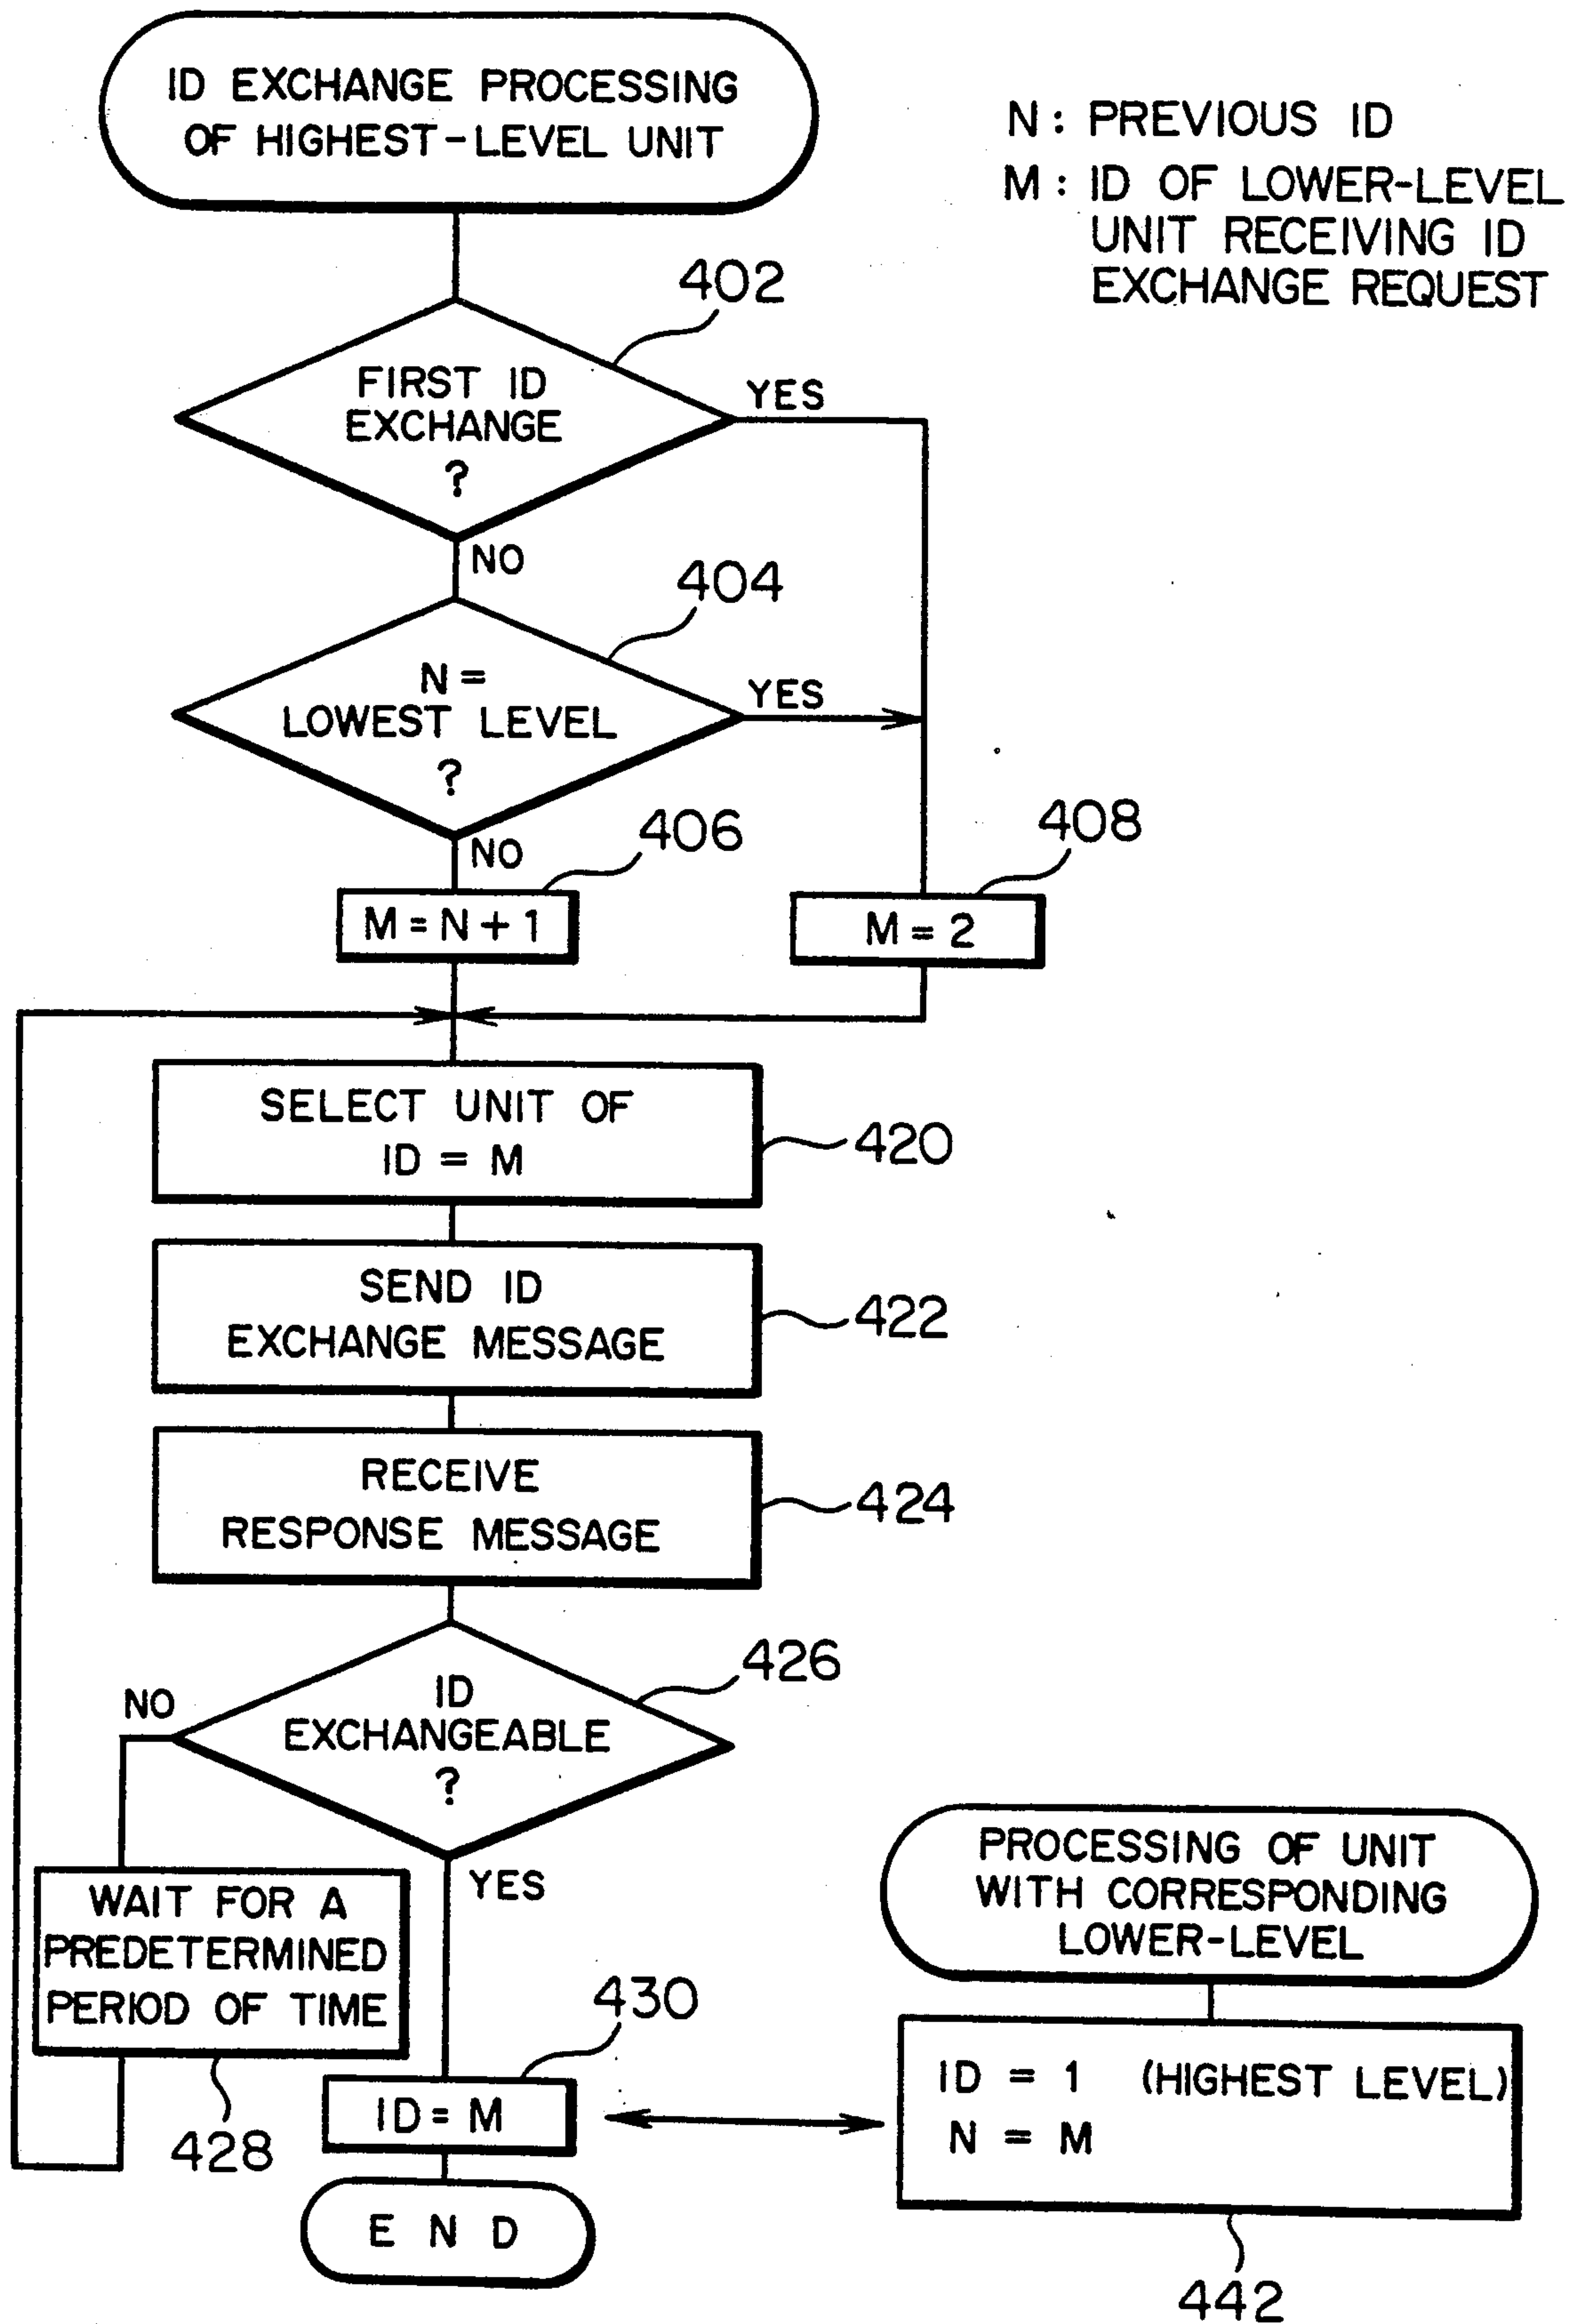 ID EXCHANGE PROCESSING
OF HIGHEST-LEVEL UNIT
N : PREVIOUS ID
M : ID OF LOWER-LEVEL
UNIT RECEIVING ID
EXCHANGE REQUEST
402
FIRST ID
EXCHANGE
?
YES
NO
404
N =
LOWEST LEVEL
?
YES
NO
406
M = N + 1
408
M = 2
SELECT UNIT OF
ID = M
420
SEND ID
EXCHANGE MESSAGE
422
RECEIVE
RESPONSE MESSAGE
424
426
ID
EXCHANGEABLE
?
NO
YES
WAIT FOR A
PREDETERMINED
PERIOD OF TIME
428
430
ID = M
END
PROCESSING OF UNIT
WITH CORRESPONDING
LOWER-LEVEL
ID = 1 (HIGHEST LEVEL)
N = M
442